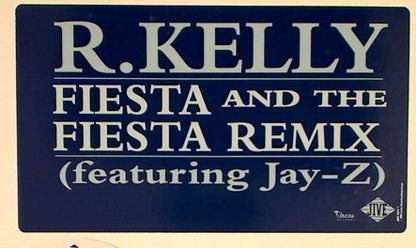 R.KELLY
FIESTA AND THE
FIESTA REMIX
(featuring Jay-Z)
JIVE